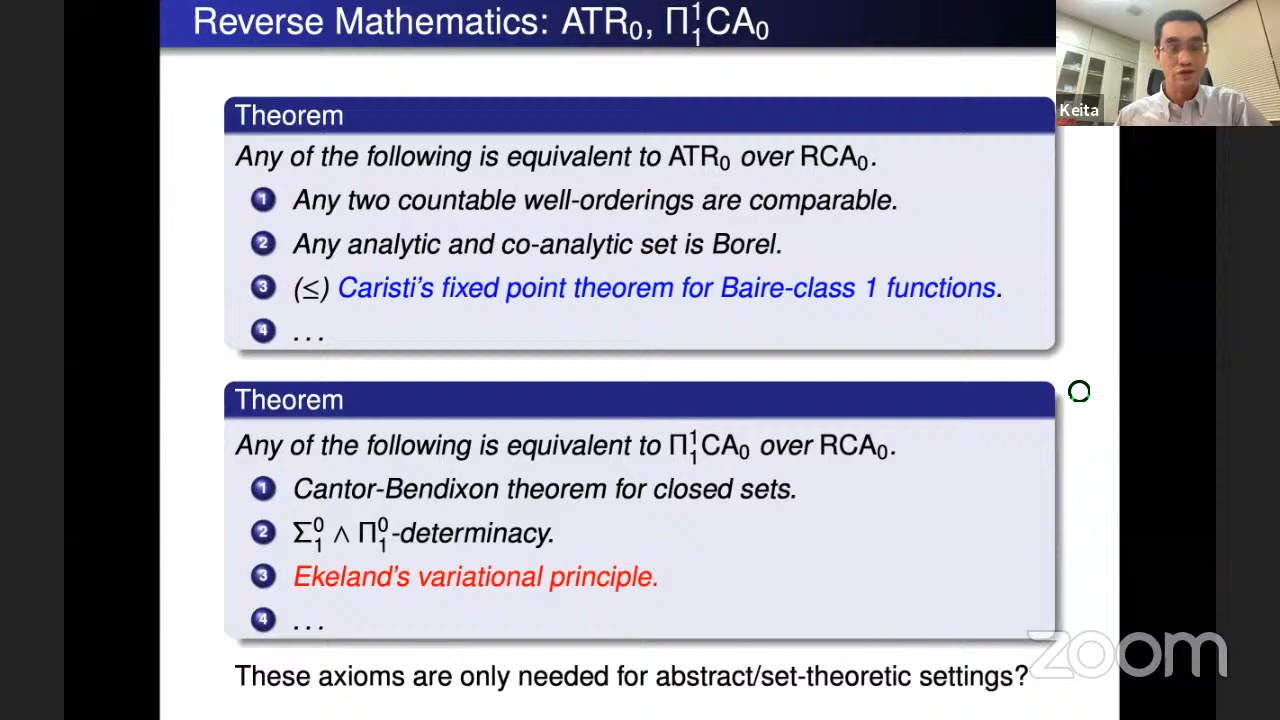 Reverse Mathematics: ATR₀, Π¹₁CA₀
Keita
Theorem
Any of the following is equivalent to ATR₀ over RCA₀.
1 Any two countable well-orderings are comparable.
2 Any analytic and co-analytic set is Borel.
3 (≤) Caristi's fixed point theorem for Baire-class 1 functions.
4 . . .
Theorem
Any of the following is equivalent to Π¹₁CA₀ over RCA₀.
1 Cantor-Bendixon theorem for closed sets.
2 Σ⁰₁ ∧ Π⁰₁-determinacy.
3 Ekeland's variational principle.
4 . . .
These axioms are only needed for abstract/set-theoretic settings?
zoom